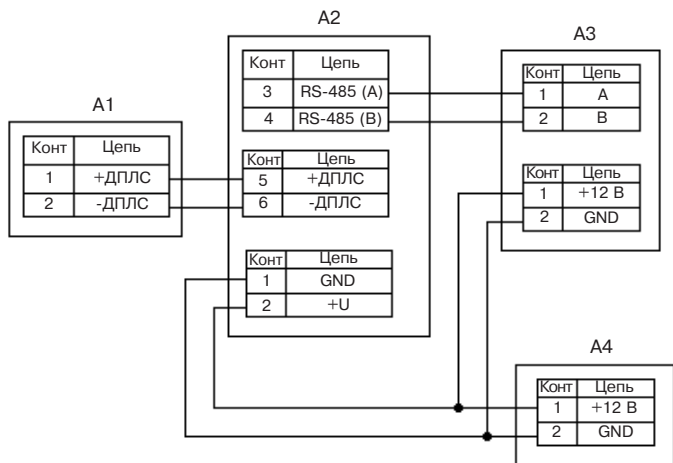 A1
Конт Цепь
1 +ДПЛС
2 -ДПЛС
A2
Конт Цепь
3 RS-485 (A)
4 RS-485 (B)
Конт Цепь
5 +ДПЛС
6 -ДПЛС
Конт Цепь
1 GND
2 +U
A3
Конт Цепь
1 A
2 B
Конт Цепь
1 +12 В
2 GND
A4
Конт Цепь
1 +12 В
2 GND